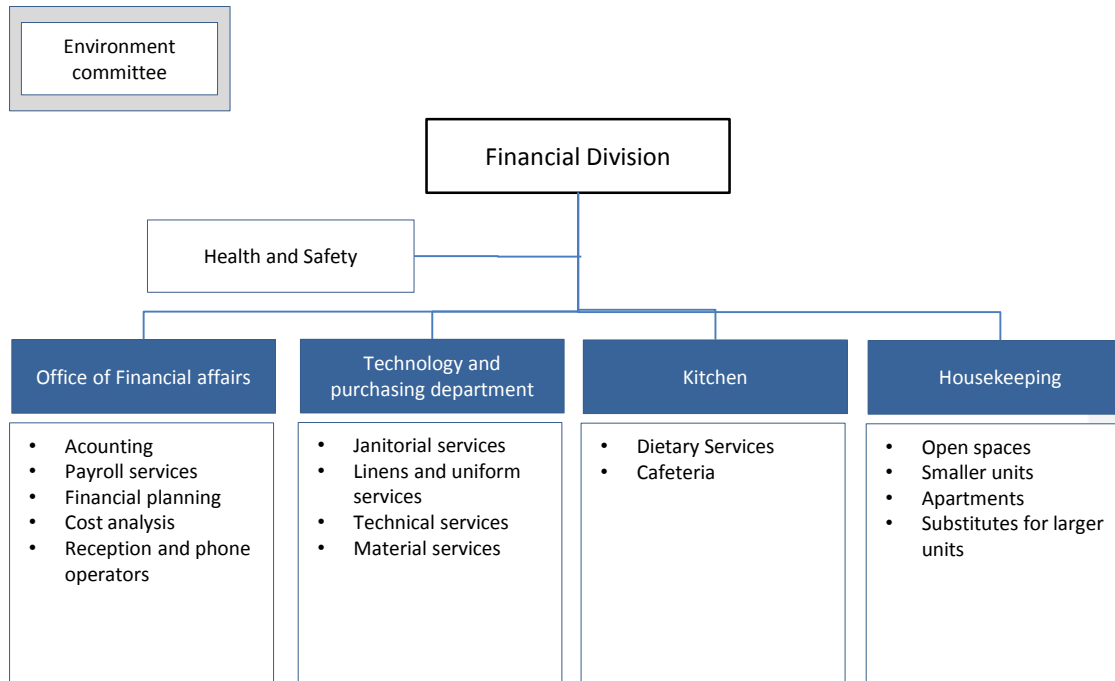 Environment
committee
Financial Division
Health and Safety
Office of Financial affairs
• Acounting
• Payroll services
• Financial planning
• Cost analysis
• Reception and phone
operators
Technology and
purchasing department
• Janitorial services
• Linens and uniform
services
• Technical services
• Material services
Kitchen
• Dietary Services
• Cafeteria
Housekeeping
• Open spaces
• Smaller units
• Apartments
• Substitutes for larger
units